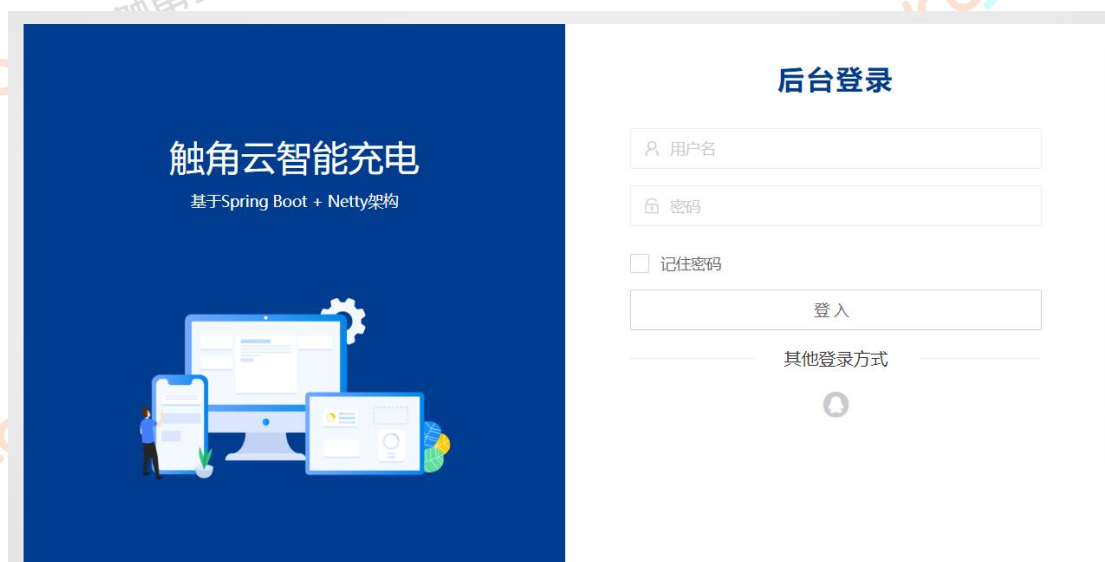 触角云智能充电
基于Spring Boot + Netty架构
后台登录
用户名
密码
记住密码
登 入
其他登录方式